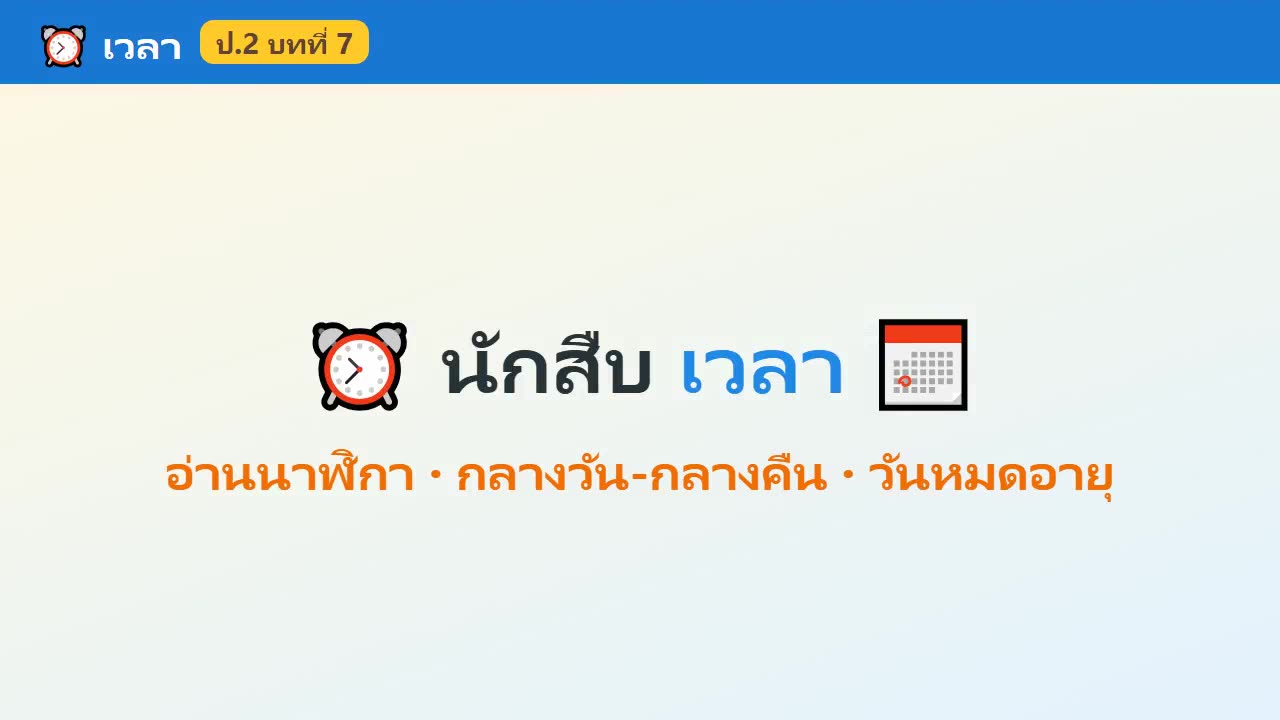 เวลา ป.2 บทที่ 7
นักสืบ เวลา
อ่านนาฬิกา · กลางวัน-กลางคืน · วันหมดอายุ